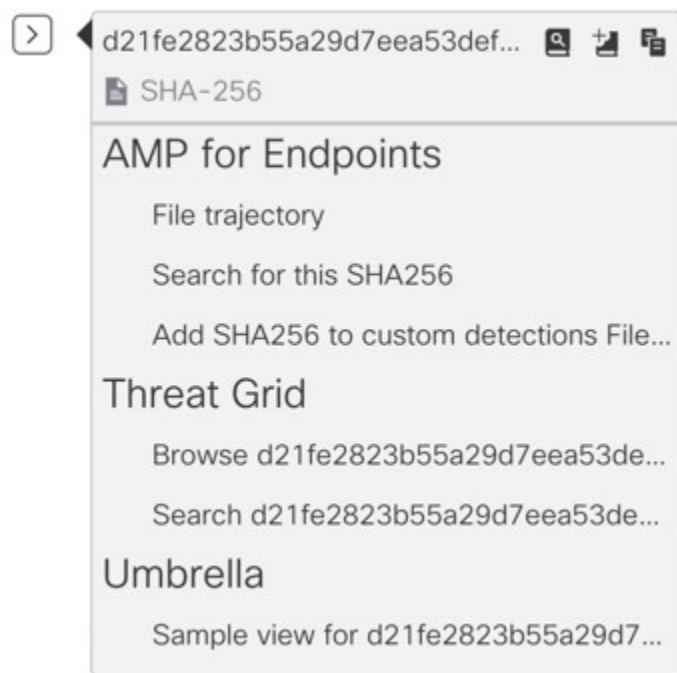 d21fe2823b55a29d7eea53def...
SHA-256
AMP for Endpoints
File trajectory
Search for this SHA256
Add SHA256 to custom detections File...
Threat Grid
Browse d21fe2823b55a29d7eea53de...
Search d21fe2823b55a29d7eea53de...
Umbrella
Sample view for d21fe2823b55a29d7...